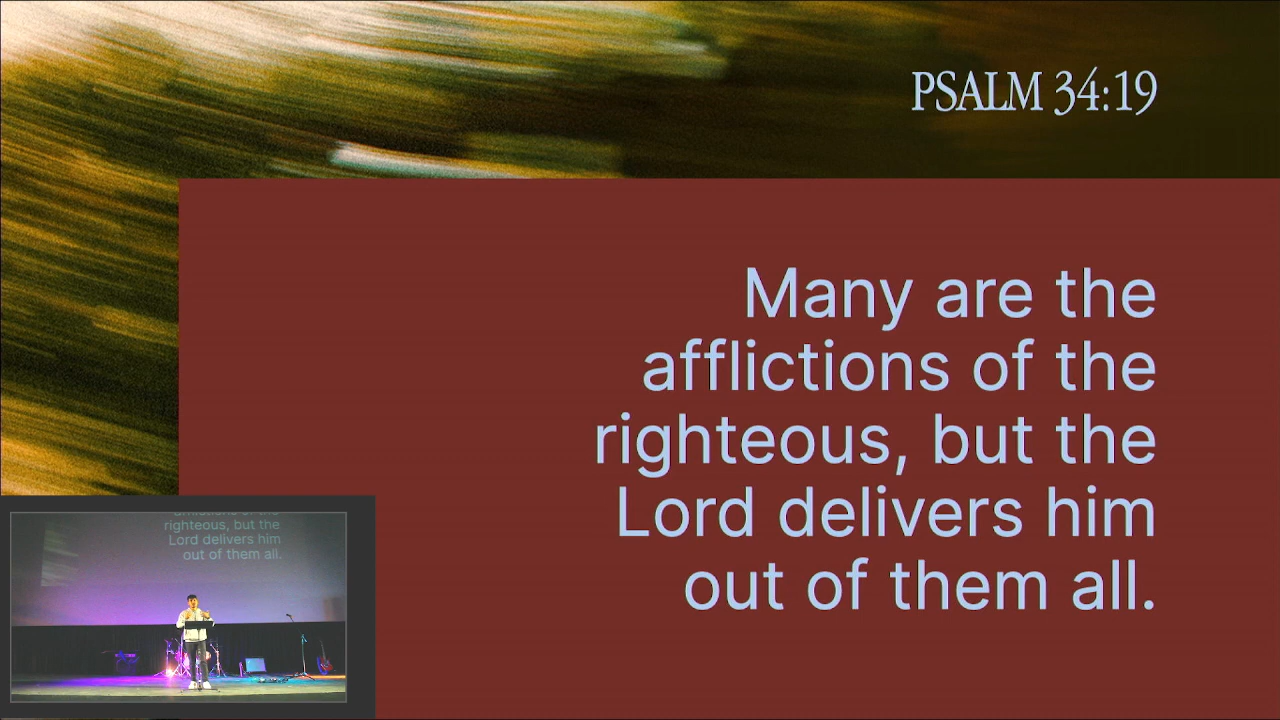 PSALM 34:19
Many are the
afflictions of the
righteous, but the
Lord delivers him
out of them all.
righteous, but the
Lord delivers him
out of them all.